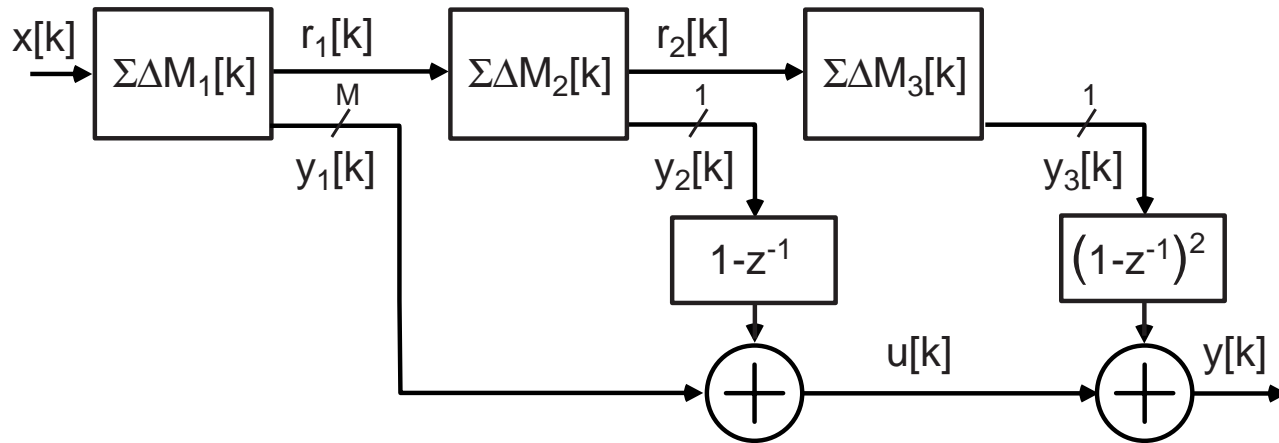 x[k]
ΣΔM₁[k]
r₁[k]
M
y₁[k]
ΣΔM₂[k]
r₂[k]
1
y₂[k]
ΣΔM₃[k]
1
y₃[k]
1-z⁻¹
(1-z⁻¹)²
u[k]
y[k]